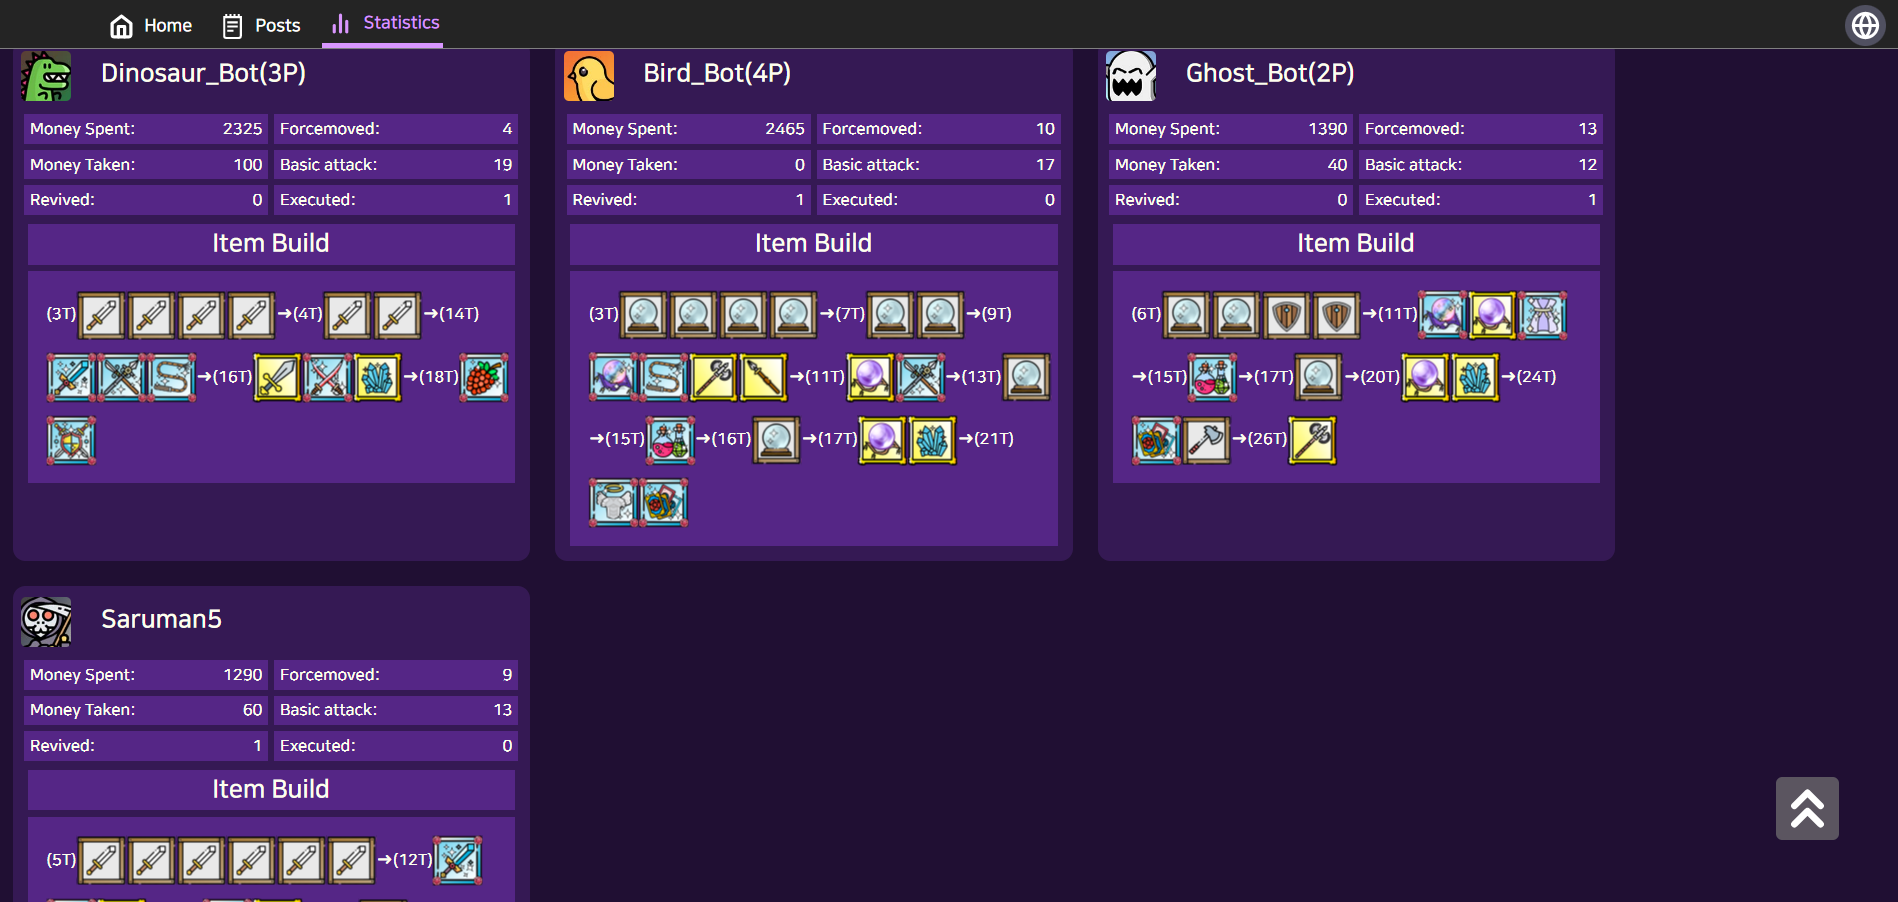 Home Posts Statistics
Dinosaur_Bot(3P)
Money Spent: 2325 Forcemoved: 4
Money Taken: 100 Basic attack: 19
Revived: 0 Executed: 1
Item Build
(3T) →(4T) →(14T)
→(16T) →(18T)
Bird_Bot(4P)
Money Spent: 2465 Forcemoved: 10
Money Taken: 0 Basic attack: 17
Revived: 1 Executed: 0
Item Build
(3T) →(7T) →(9T)
→(11T) →(13T)
→(15T) →(16T) →(17T) →(21T)
Ghost_Bot(2P)
Money Spent: 1390 Forcemoved: 13
Money Taken: 40 Basic attack: 12
Revived: 0 Executed: 1
Item Build
(6T) →(11T)
→(15T) →(17T) →(20T) →(24T)
→(26T)
Saruman5
Money Spent: 1290 Forcemoved: 9
Money Taken: 60 Basic attack: 13
Revived: 1 Executed: 0
Item Build
(5T) →(12T)